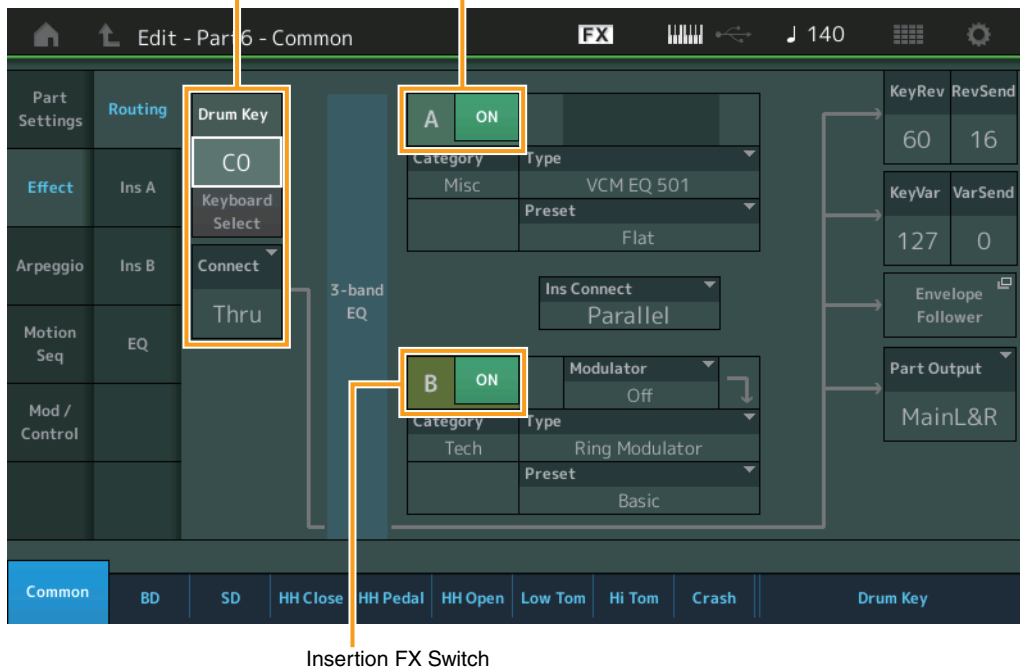 Edit - Part6 - Common
FX
♩ 140
Part
Settings
Effect
Arpeggio
Motion
Seq
Mod /
Control
Routing
Ins A
Ins B
EQ
Drum Key
C0
Keyboard
Select
Connect
Thru
3-band
EQ
A ON
Category Type
Misc VCM EQ 501
Preset
Flat
Ins Connect
Parallel
B ON
Modulator
Off
Category Type
Tech Ring Modulator
Preset
Basic
KeyRev RevSend
60 16
KeyVar VarSend
127 0
Envelope
Follower
Part Output
MainL&R
Common BD SD HH Close HH Pedal HH Open Low Tom Hi Tom Crash Drum Key
Insertion FX Switch